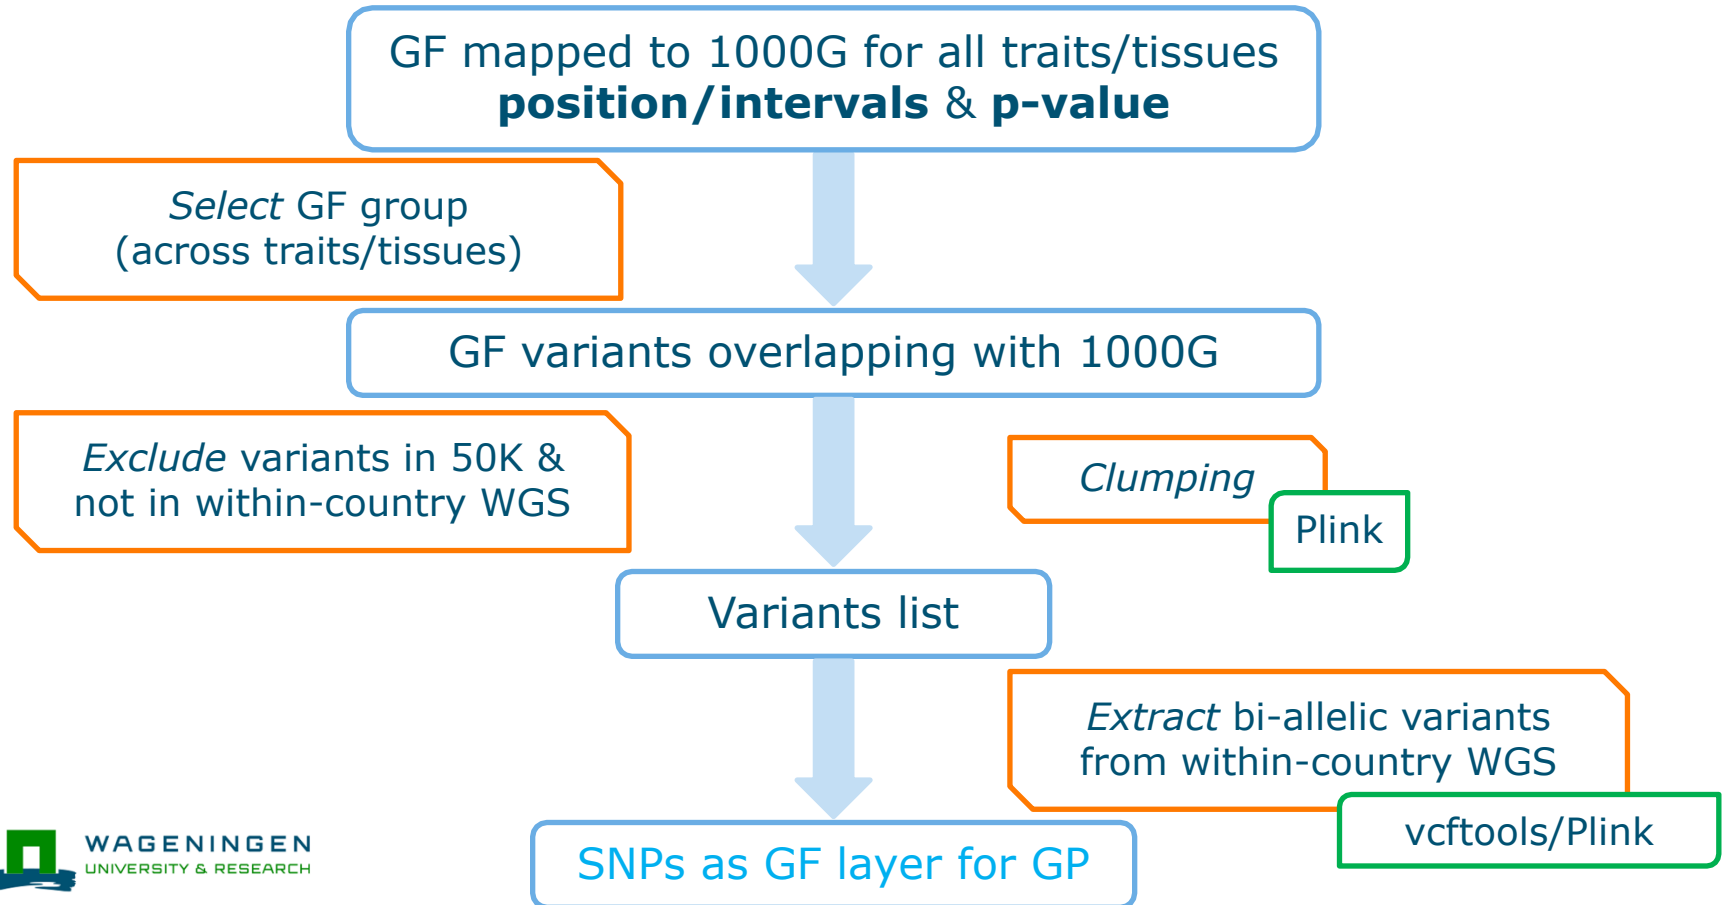 GF mapped to 1000G for all traits/tissues
position/intervals & p-value
Select GF group
(across traits/tissues)
GF variants overlapping with 1000G
Exclude variants in 50K &
not in within-country WGS
Clumping
Plink
Variants list
Extract bi-allelic variants
from within-country WGS
vcftools/Plink
SNPs as GF layer for GP
WAGENINGEN
UNIVERSITY & RESEARCH